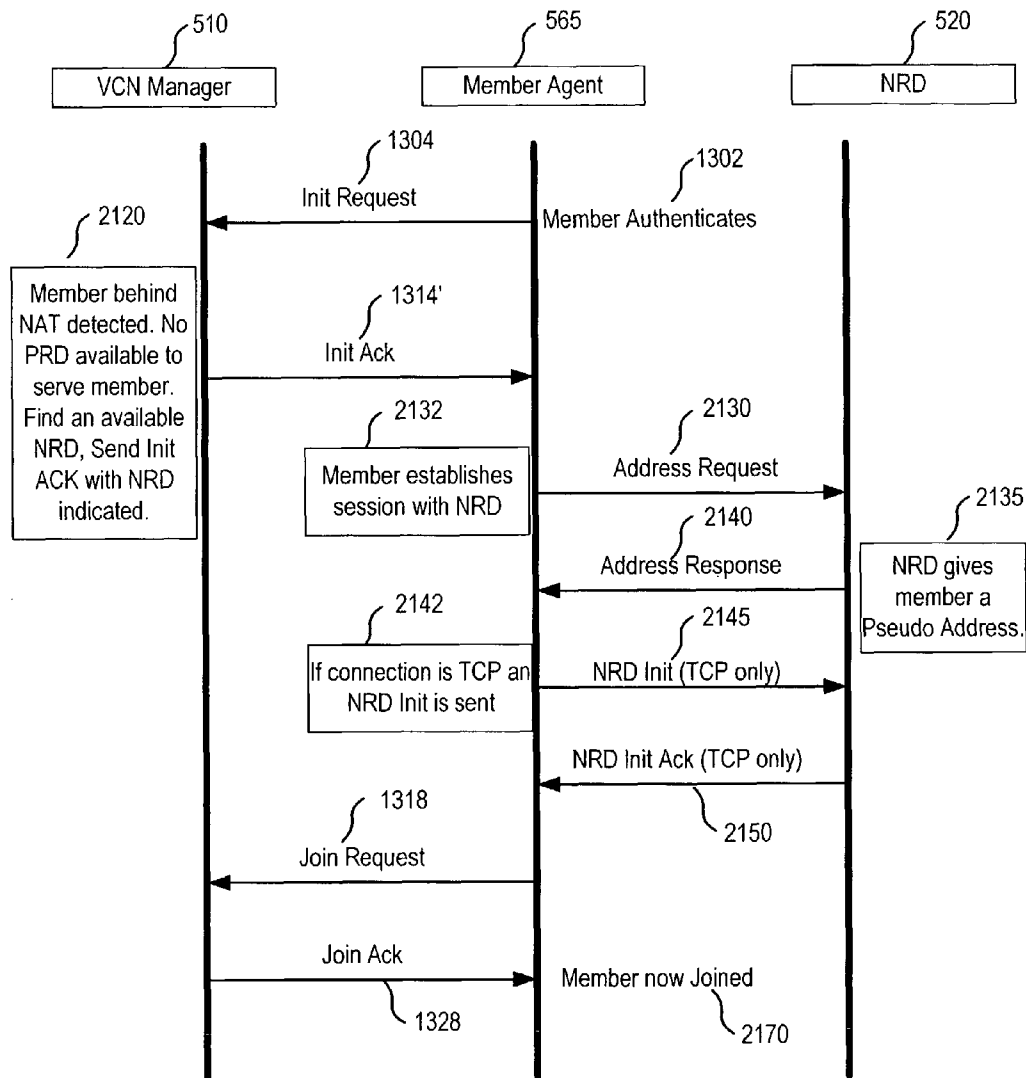 510
565
520
VCN Manager
Member Agent
NRD
1304
Init Request
1302
Member Authenticates
2120
Member behind
NAT detected. No
PRD available to
serve member.
Find an available
NRD, Send Init
ACK with NRD
indicated.
1314'
Init Ack
2132
Member establishes
session with NRD
2130
Address Request
2140
Address Response
2135
NRD gives
member a
Pseudo Address.
2142
If connection is TCP an
NRD Init is sent
2145
NRD Init (TCP only)
NRD Init Ack (TCP only)
2150
1318
Join Request
Join Ack
1328
Member now Joined
2170